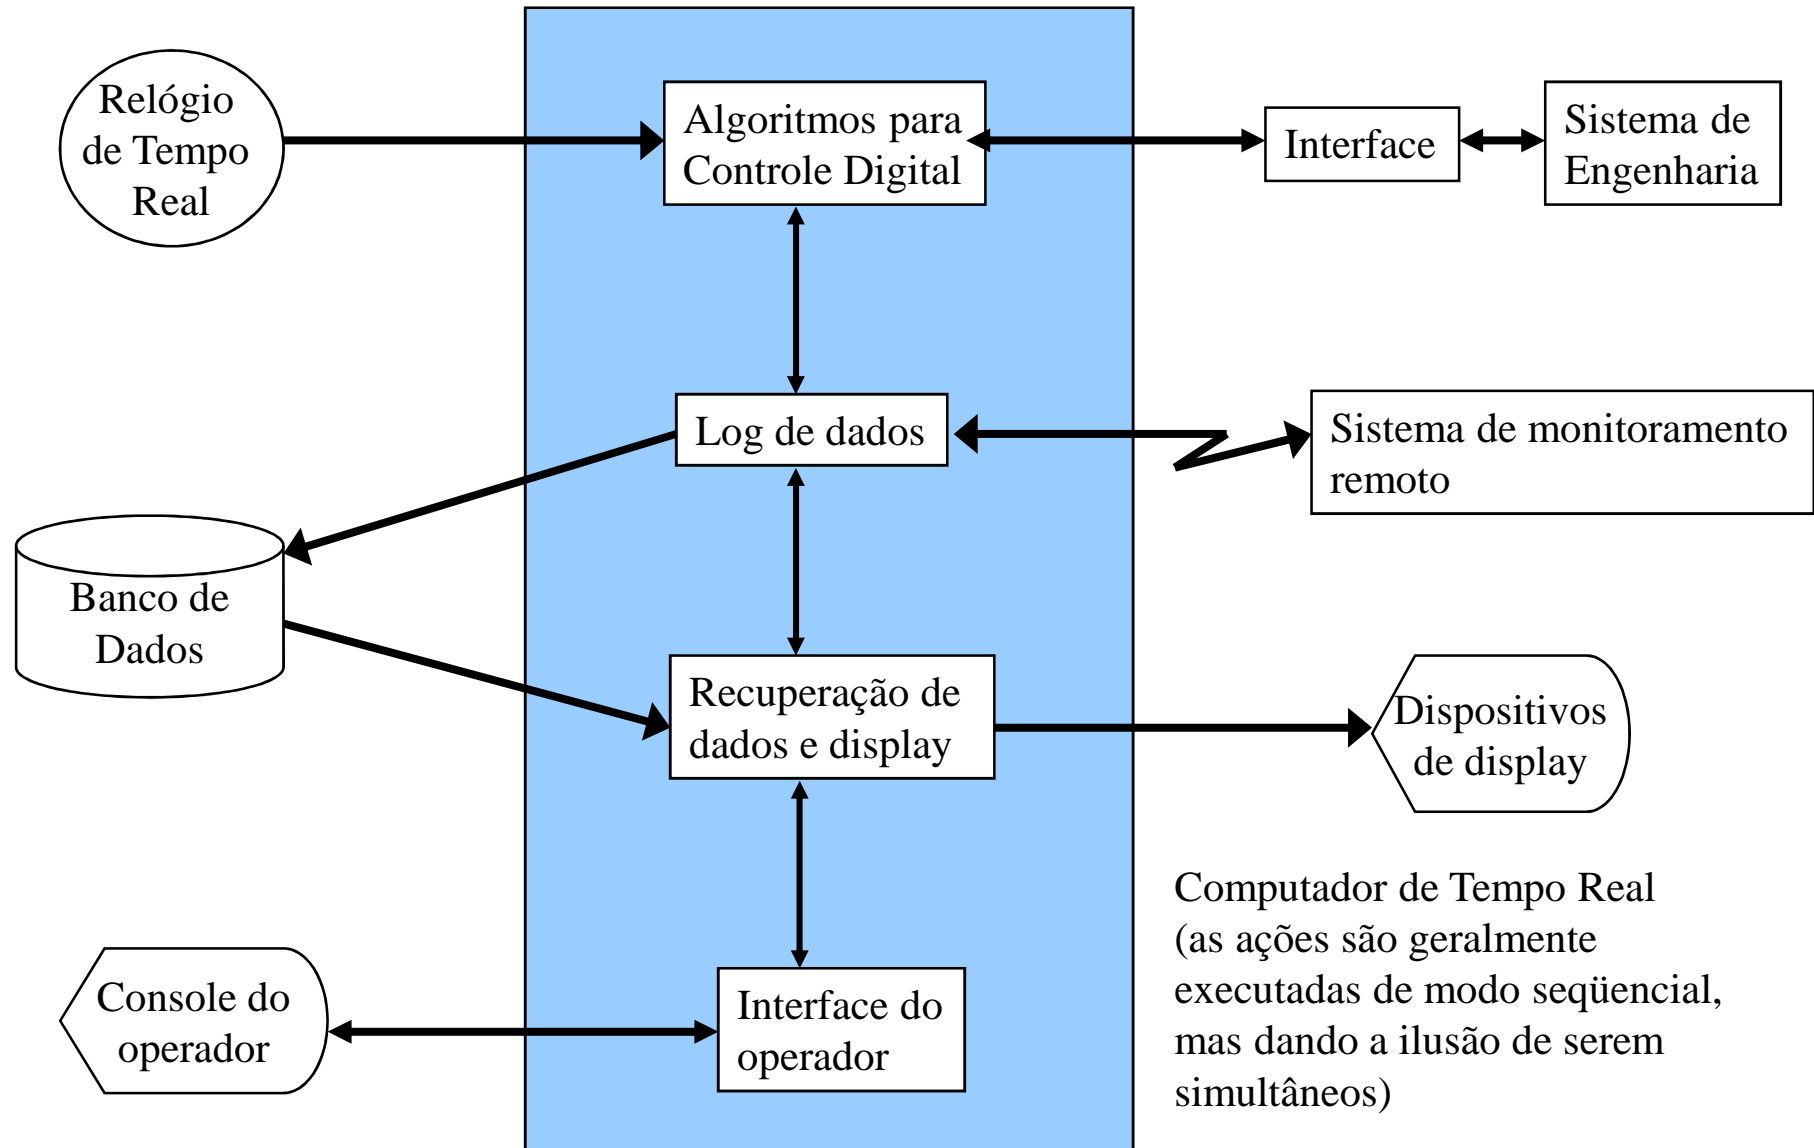 Relógio
de Tempo
Real
Algoritmos para
Controle Digital
Interface
Sistema de
Engenharia
Log de dados
Sistema de monitoramento
remoto
Banco de
Dados
Recuperação de
dados e display
Dispositivos
de display
Computador de Tempo Real
(as ações são geralmente
executadas de modo seqüencial,
mas dando a ilusão de serem
simultâneos)
Console do
operador
Interface do
operador